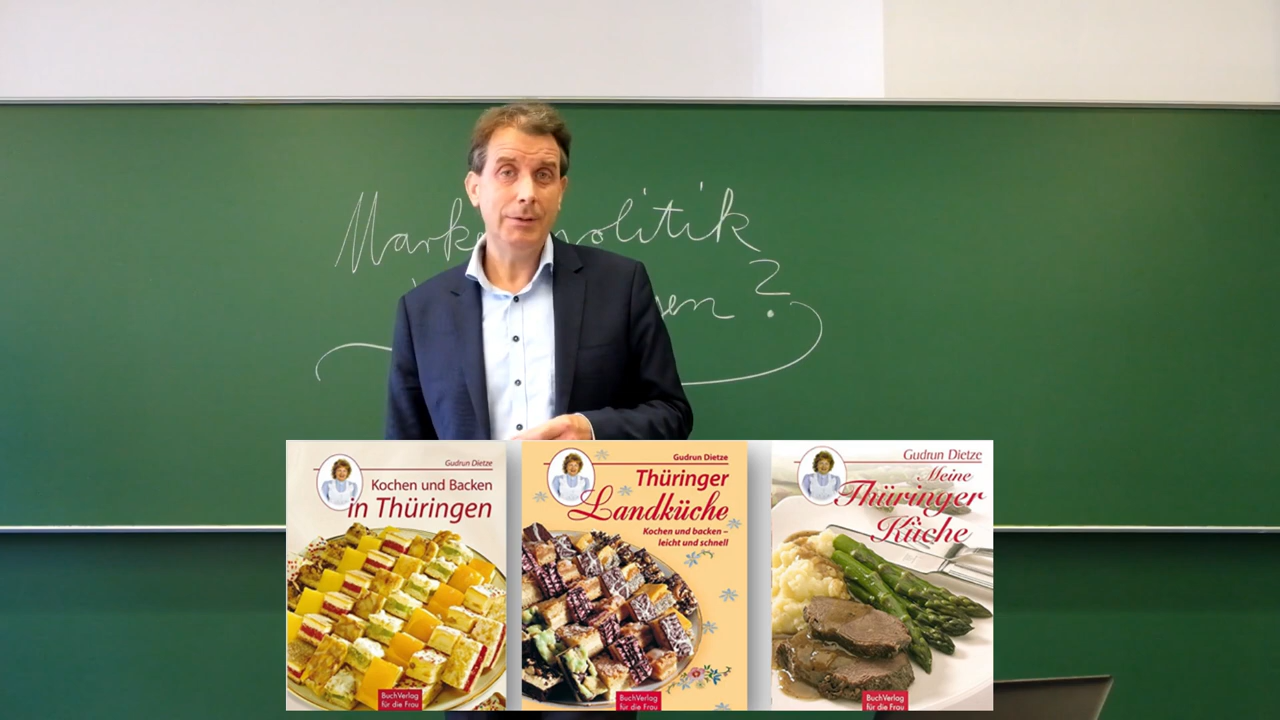 politik
?
Gudrun Dietze
Kochen und Backen
in Thüringen
BuchVerlag
für die Frau
Gudrun Dietze
Thüringer
Landküche
Kochen und backen –
leicht und schnell
BuchVerlag
für die Frau
Gudrun Dietze
Meine
Thüringer
Küche
BuchVerlag
für die Frau